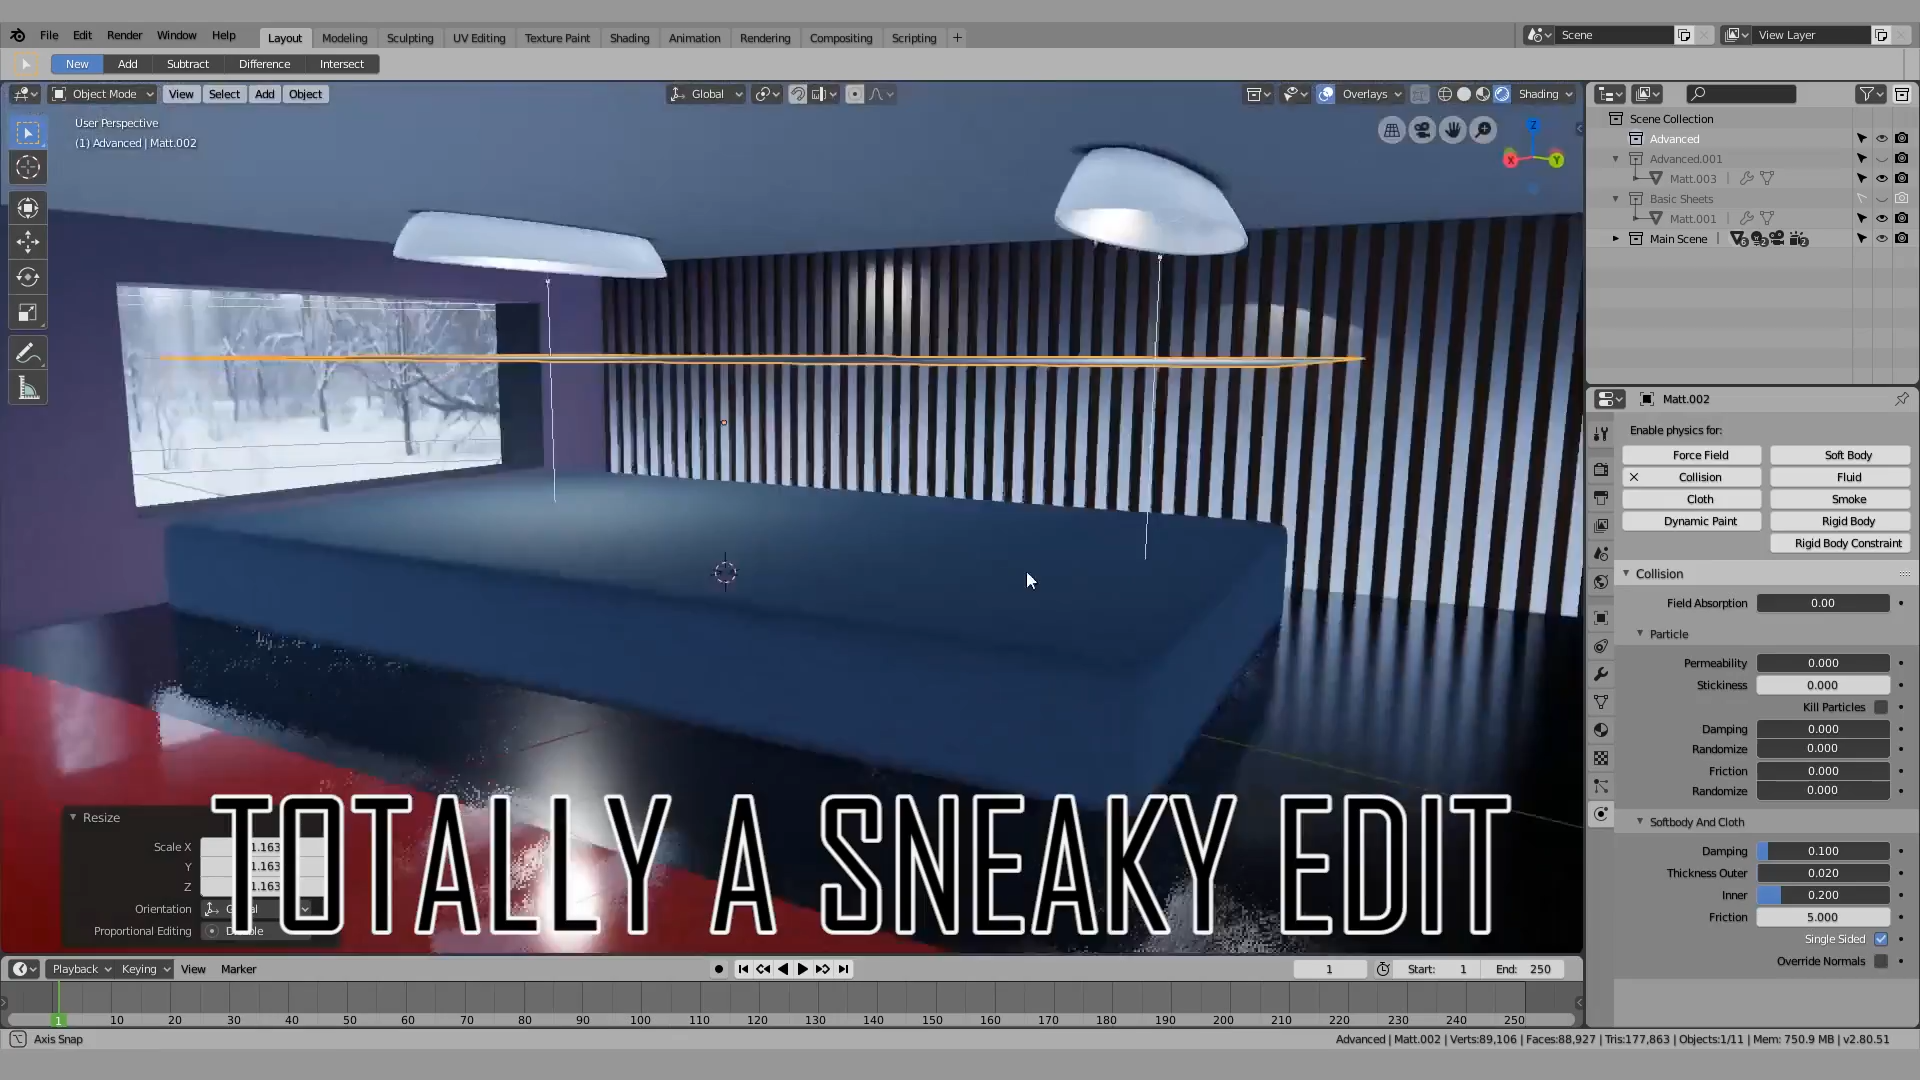 File Edit Render Window Help Layout Modeling Sculpting UV Editing Texture Paint Shading Animation Rendering Compositing Scripting + Scene View Layer
New Add Subtract Difference Intersect
Object Mode View Select Add Object Global Overlays Shading
User Perspective
(1) Advanced | Matt.002
Z
X
Y
Scene Collection
Advanced
Advanced.001
Matt.003
Basic Sheets
Matt.001
Main Scene
Matt.002
Enable physics for:
Force Field Soft Body
Collision Fluid
Cloth Smoke
Dynamic Paint Rigid Body
Rigid Body Constraint
Collision
Field Absorption 0.00
Particle
Permeability 0.000
Stickiness 0.000
Kill Particles
Damping 0.000
Randomize 0.000
Friction 0.000
Randomize 0.000
Softbody And Cloth
Damping 0.100
Thickness Outer 0.020
Inner 0.200
Friction 5.000
Single Sided
Override Normals
Resize
Scale X 1.163
Y 1.163
Z 1.163
Orientation
Proportional Editing
TOTALLY A SNEAKY EDIT
Playback Keying View Marker 1 Start: 1 End: 250
1 10 20 30 40 50 60 70 80 90 100 110 120 130 140 150 160 170 180 190 200 210 220 230 240 250
Axis Snap Advanced | Matt.002 | Verts:89,106 | Faces:88,927 | Tris:177,863 | Objects:1/11 | Mem: 750.9 MB | v2.80.51